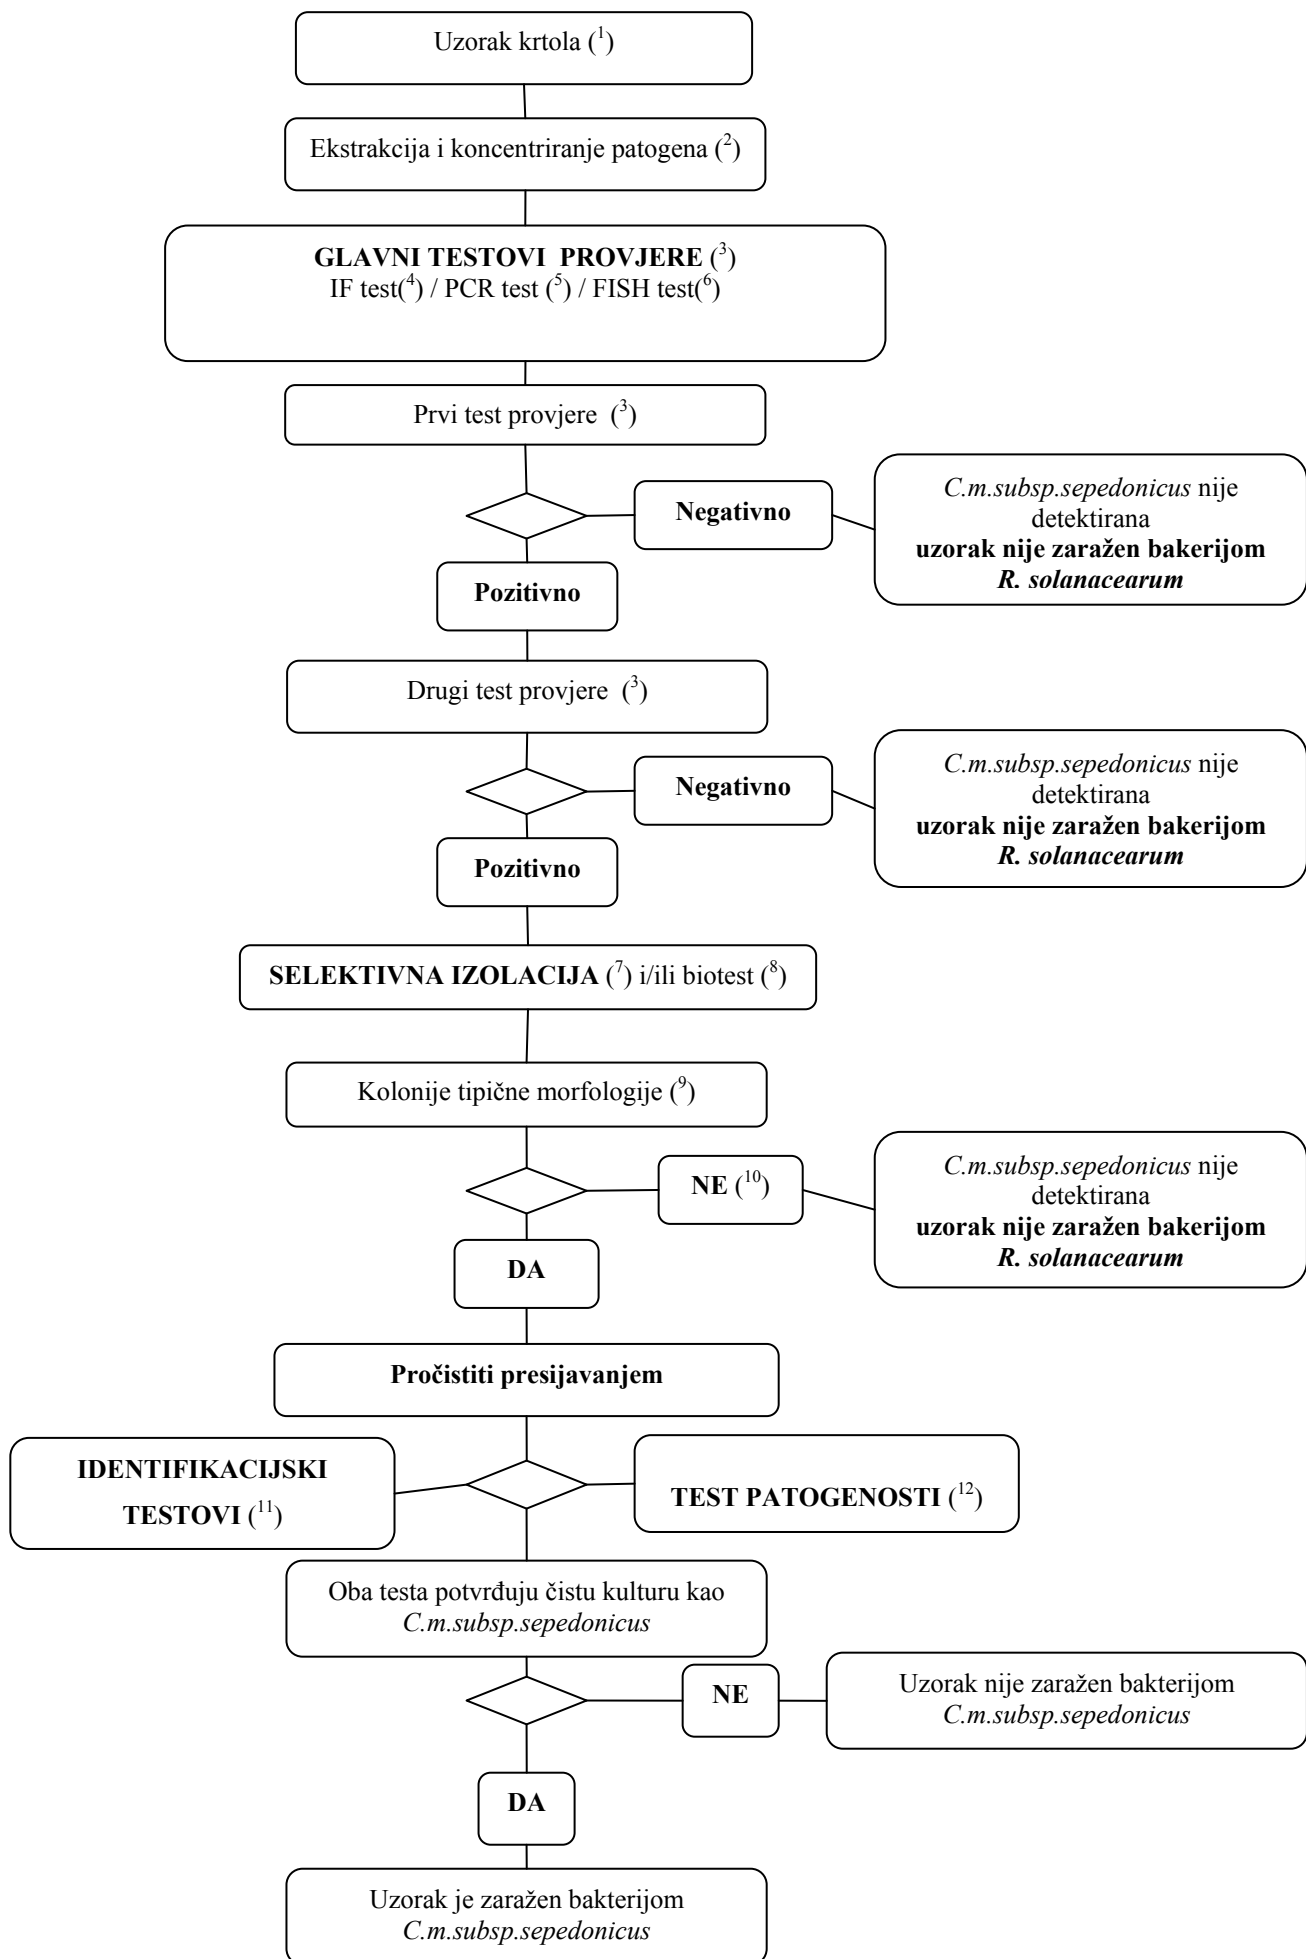 Uzorak krtola (¹)
Ekstrakcija i koncentriranje patogena (²)
GLAVNI TESTOVI PROVJERE (³)
IF test(⁴) / PCR test (⁵) / FISH test(⁶)
Prvi test provjere (³)
Negativno
C.m.subsp.sepedonicus nije
detektirana
uzorak nije zaražen bakerijom
R. solanacearum
Pozitivno
Drugi test provjere (³)
Negativno
C.m.subsp.sepedonicus nije
detektirana
uzorak nije zaražen bakerijom
R. solanacearum
Pozitivno
SELEKTIVNA IZOLACIJA (⁷) i/ili biotest (⁸)
Kolonije tipične morfologije (⁹)
NE (¹⁰)
C.m.subsp.sepedonicus nije
detektirana
uzorak nije zaražen bakerijom
R. solanacearum
DA
Pročistiti presijavanjem
IDENTIFIKACIJSKI
TESTOVI (¹¹)
TEST PATOGENOSTI (¹²)
Oba testa potvrđuju čistu kulturu kao
C.m.subsp.sepedonicus
NE
Uzorak nije zaražen bakterijom
C.m.subsp.sepedonicus
DA
Uzorak je zaražen bakterijom
C.m.subsp.sepedonicus